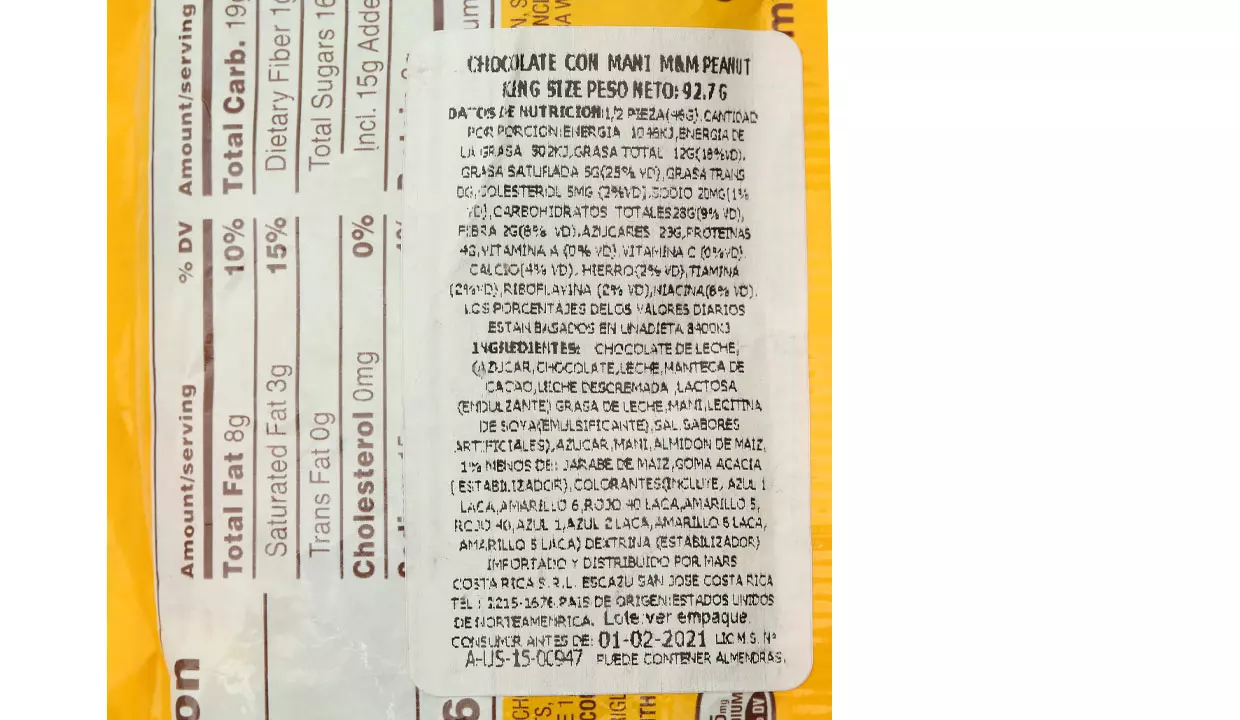 CHOCOLATE CON MANI M&M PEANUT
KING SIZE PESO NETO: 92.7 G
DATOS DE NUTRICION:1/2 PIEZA(46G).CANTIDAD
POR PORCION:ENERGIA 1046KJ,ENERGIA DE
LA GRASA 502KJ,GRASA TOTAL 12G(18%VD),
GRASA SATURADA 5G(25% VD),GRASA TRANS
0G,COLESTEROL 5MG (2%VD),SODIO 20MG(1%
VD),CARBOHIDRATOS TOTALES28G(9% VD),
FIBRA 2G(8% VD),AZUCARES 23G,PROTEINAS
4G,VITAMINA A (0% VD),VITAMINA C (0%VD),
CALCIO(4% VD), HIERRO(2% VD),TIAMINA
(2%VD),RIBOFLAVINA (2% VD),NIACINA(6% VD).
LOS PORCENTAJES DELOS VALORES DIARIOS
ESTAN BASADOS EN UNADIETA 8400KJ
INGREDIENTES: CHOCOLATE DE LECHE,
(AZUCAR,CHOCOLATE,LECHE,MANTECA DE
CACAO,LECHE DESCREMADA ,LACTOSA
(ENDULZANTE) GRASA DE LECHE,MANI,LECITINA
DE SOYA(EMULSIFICANTE),SAL,SABORES
ARTIFICIALES),AZUCAR,MANI,ALMIDON DE MAIZ,
1% MENOS DE: JARABE DE MAIZ,GOMA ACACIA
(ESTABILIZADOR),COLORANTES(INCLUYE, AZUL 1
LACA,AMARILLO 6,ROJO 40 LACA,AMARILLO 5,
ROJO 40,AZUL 1,AZUL 2 LACA,AMARILLO 6 LACA,
AMARILLO 5 LACA) DEXTRINA (ESTABILIZADOR)
IMPORTADO Y DISTRIBUIDO POR MARS
COSTA RICA S.R.L. ESCAZU SAN JOSE COSTA RICA
TEL : 2215-1676.PAIS DE ORIGEN:ESTADOS UNIDOS
DE NORTEAMENRICA. Lote:ver empaque.
CONSUMIR ANTES DE: 01-02-2021 LIC M.S. Nº
A-US-15-00947 PUEDE CONTENER ALMENDRAS.
Amount/serving % DV Amount/serving
Total Fat 8g 10% Total Carb. 19g
Saturated Fat 3g 15% Dietary Fiber 1g
Trans Fat 0g Total Sugars 16
Cholesterol 0mg 0% Incl. 15g Adde